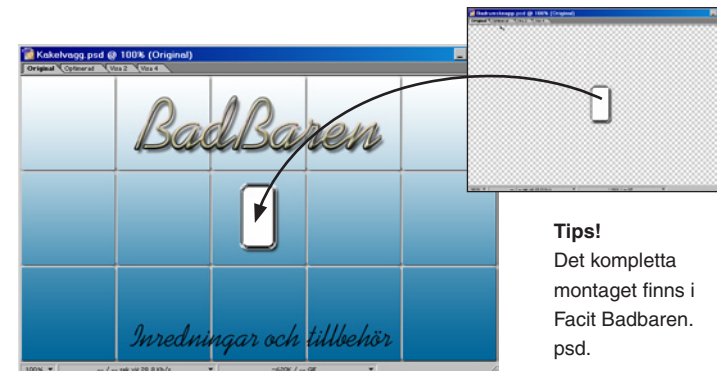 Kakelvagg.psd @ 100% (Original)
Original Optimerad Visa 2 Visa 4
BadBaren
Inredningar och tillbehör
100%
Tips!
Det kompletta
montaget finns i
Facit Badbaren.
psd.